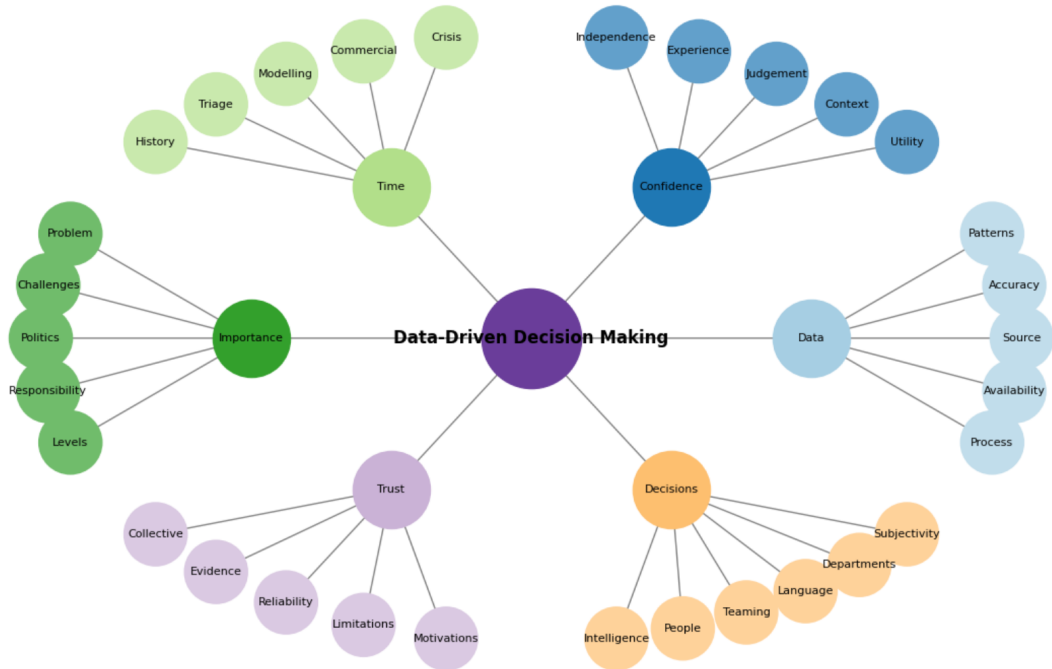 Crisis
Independence
Commercial
Experience
Modelling
Judgement
Triage
Context
History
Utility
Time
Confidence
Problem
Patterns
Challenges
Accuracy
Politics
Importance
Data-Driven Decision Making
Data
Source
Responsibility
Availability
Levels
Process
Trust
Decisions
Collective
Subjectivity
Evidence
Departments
Language
Reliability
Teaming
Limitations
People
Motivations
Intelligence